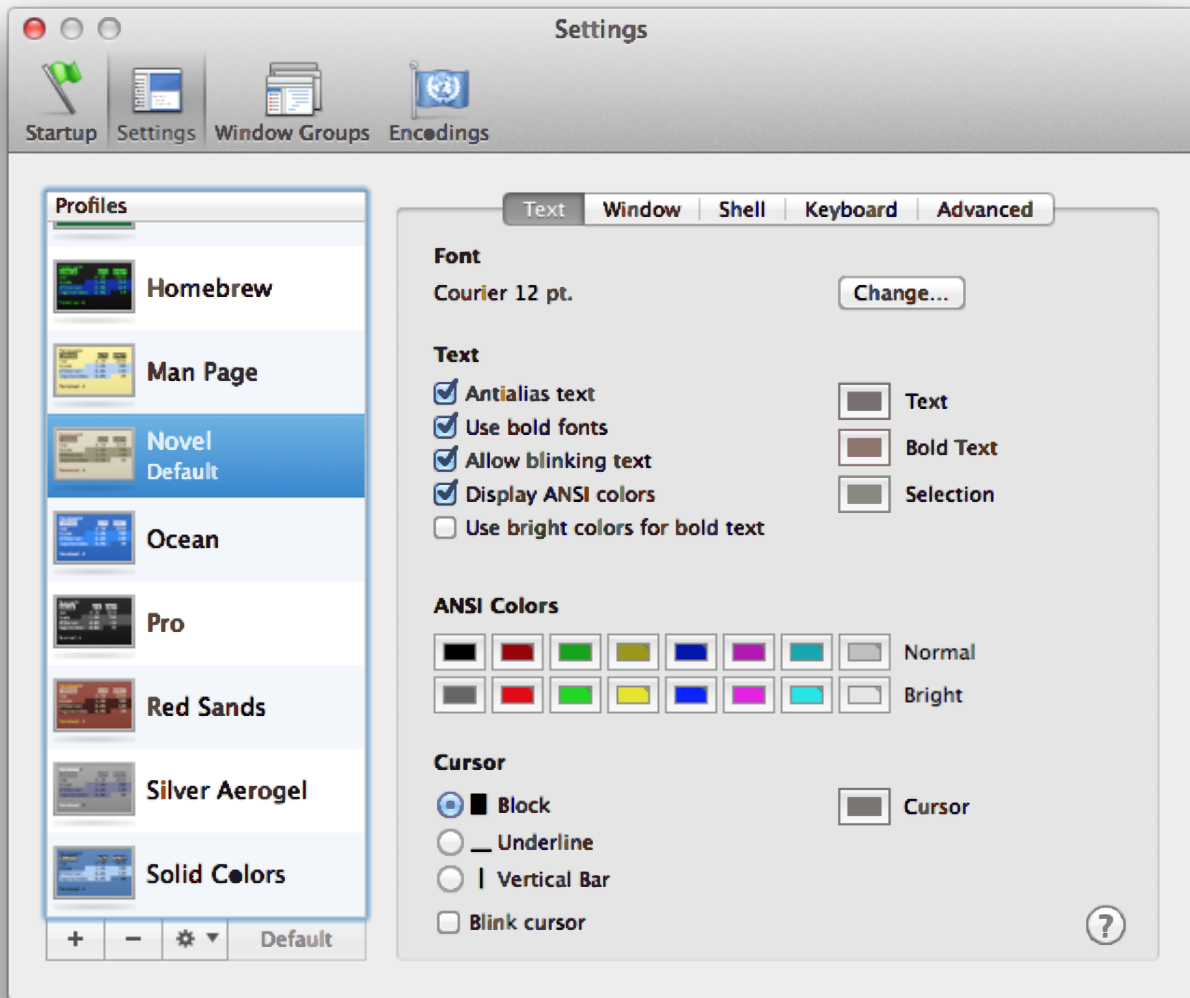 Settings
Startup
Settings
Window Groups
Encodings
Profiles
Homebrew
Man Page
Novel
Default
Ocean
Pro
Red Sands
Silver Aerogel
Solid Colors
+
−
Default
Text
Window
Shell
Keyboard
Advanced
Font
Courier 12 pt.
Change...
Text
Antialias text
Use bold fonts
Allow blinking text
Display ANSI colors
Use bright colors for bold text
Text
Bold Text
Selection
ANSI Colors
Normal
Bright
Cursor
Block
Underline
Vertical Bar
Blink cursor
Cursor
?